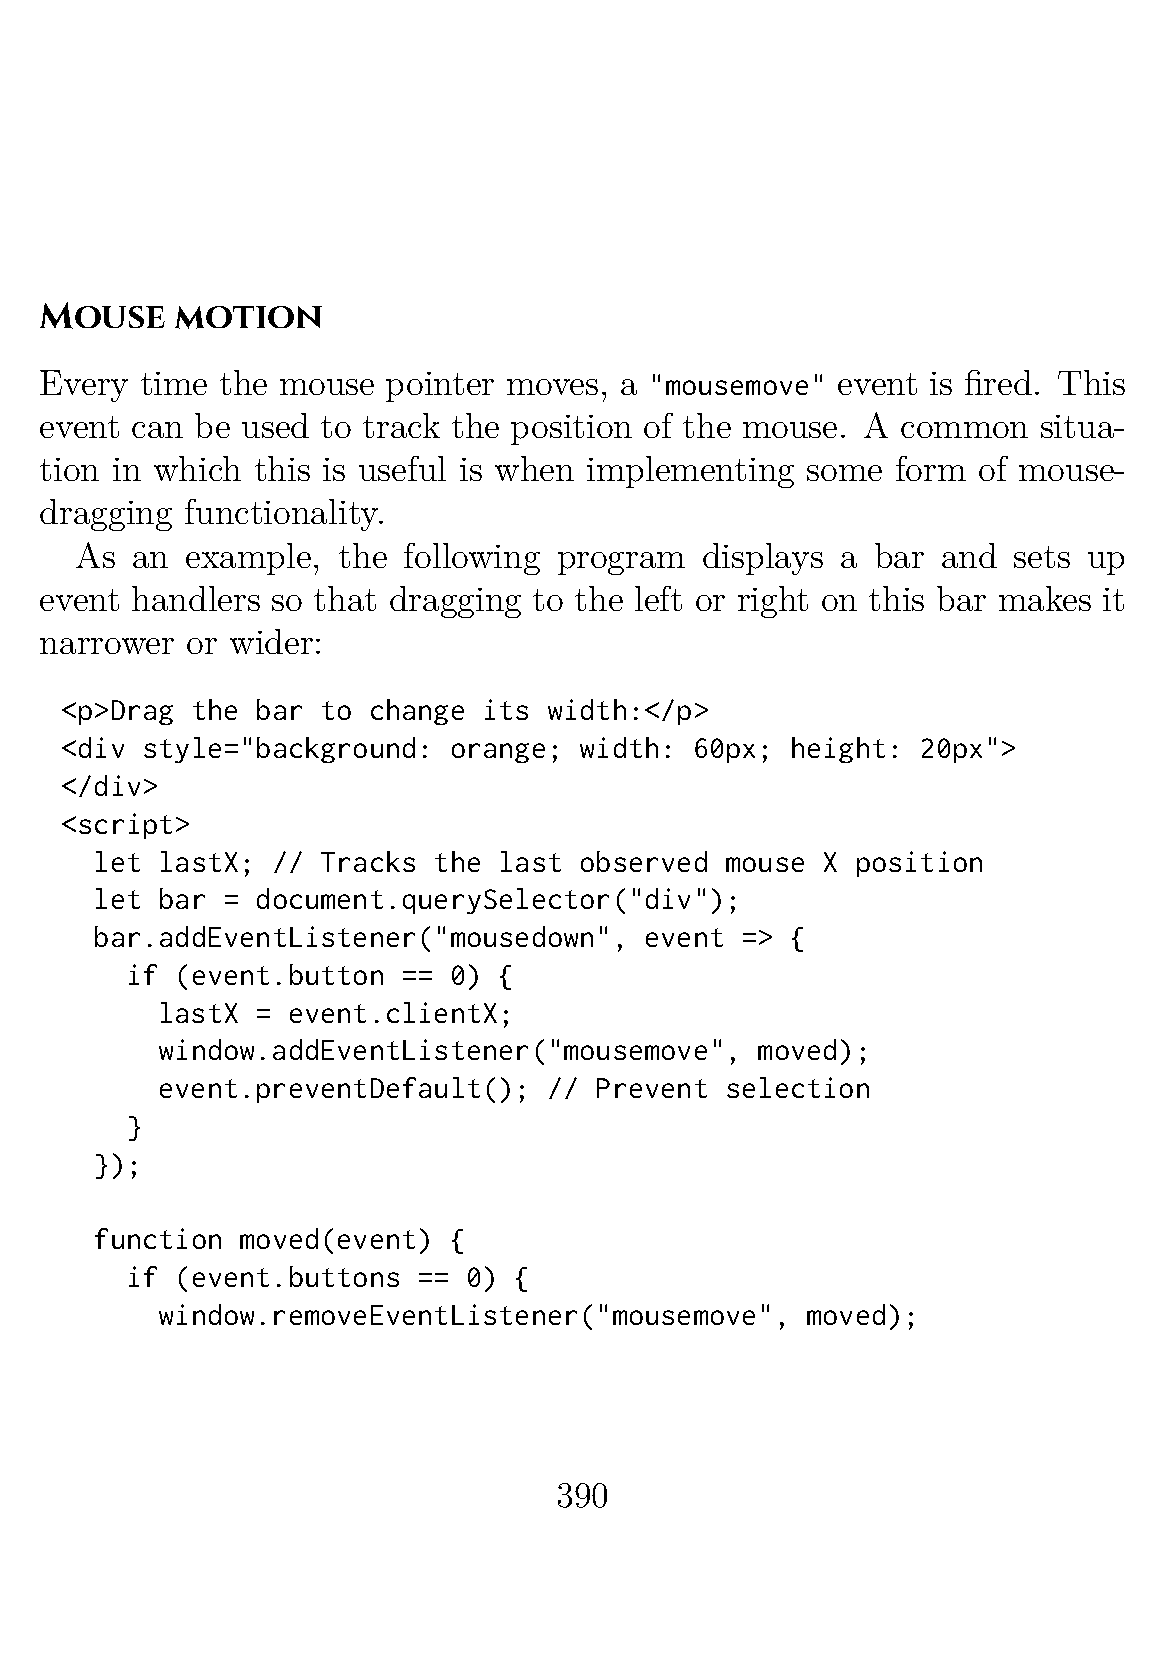 Mouse motion
Every time the mouse pointer moves, a "mousemove" event is fired. This
event can be used to track the position of the mouse. A common situa-
tion in which this is useful is when implementing some form of mouse-
dragging functionality.
As an example, the following program displays a bar and sets up
event handlers so that dragging to the left or right on this bar makes it
narrower or wider:
<p>Drag the bar to change its width:</p>
<div style="background: orange; width: 60px; height: 20px">
</div>
<script>
  let lastX; // Tracks the last observed mouse X position
  let bar = document.querySelector("div");
  bar.addEventListener("mousedown", event => {
    if (event.button == 0) {
      lastX = event.clientX;
      window.addEventListener("mousemove", moved);
      event.preventDefault(); // Prevent selection
    }
  });

  function moved(event) {
    if (event.buttons == 0) {
      window.removeEventListener("mousemove", moved);
390